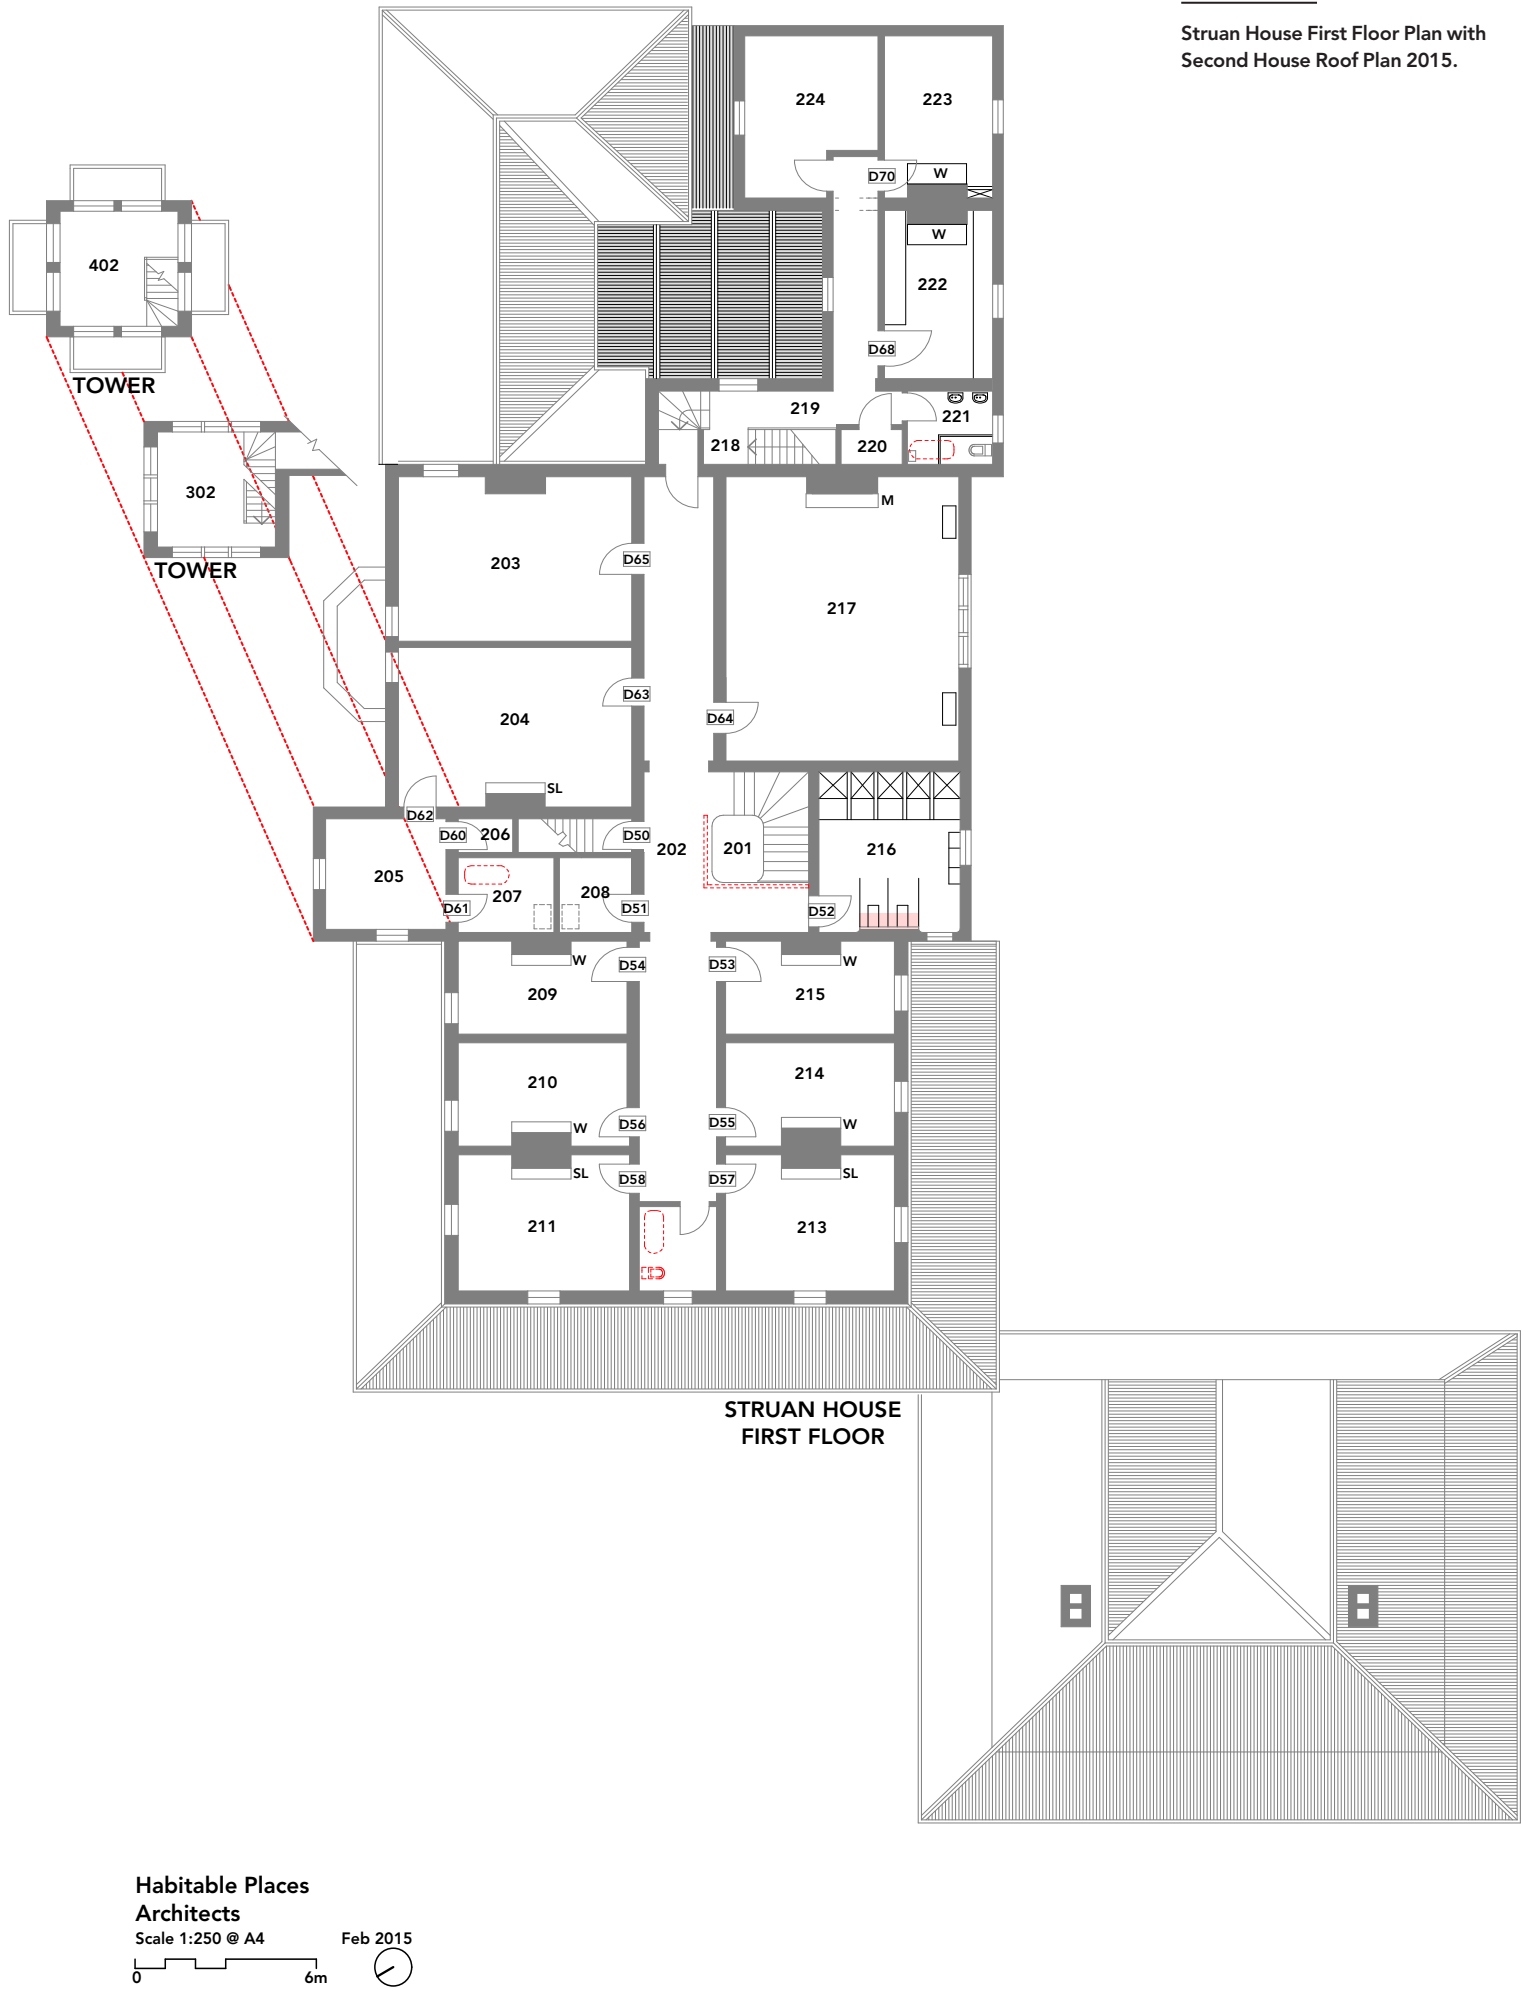 Struan House First Floor Plan with
Second House Roof Plan 2015.
224
223
D70
W
W
402
222
D68
TOWER
219
221
218
220
302
M
TOWER
D65
203
217
D63
204
D64
SL
D62
D60
206
D50
202
201
216
205
207
208
D61
D51
D52
W
D54
D53
W
209
215
210
214
D56
D55
W
W
SL
D58
D57
SL
211
213
STRUAN HOUSE
FIRST FLOOR
Habitable Places
Architects
Scale 1:250 @ A4
Feb 2015
0
6m